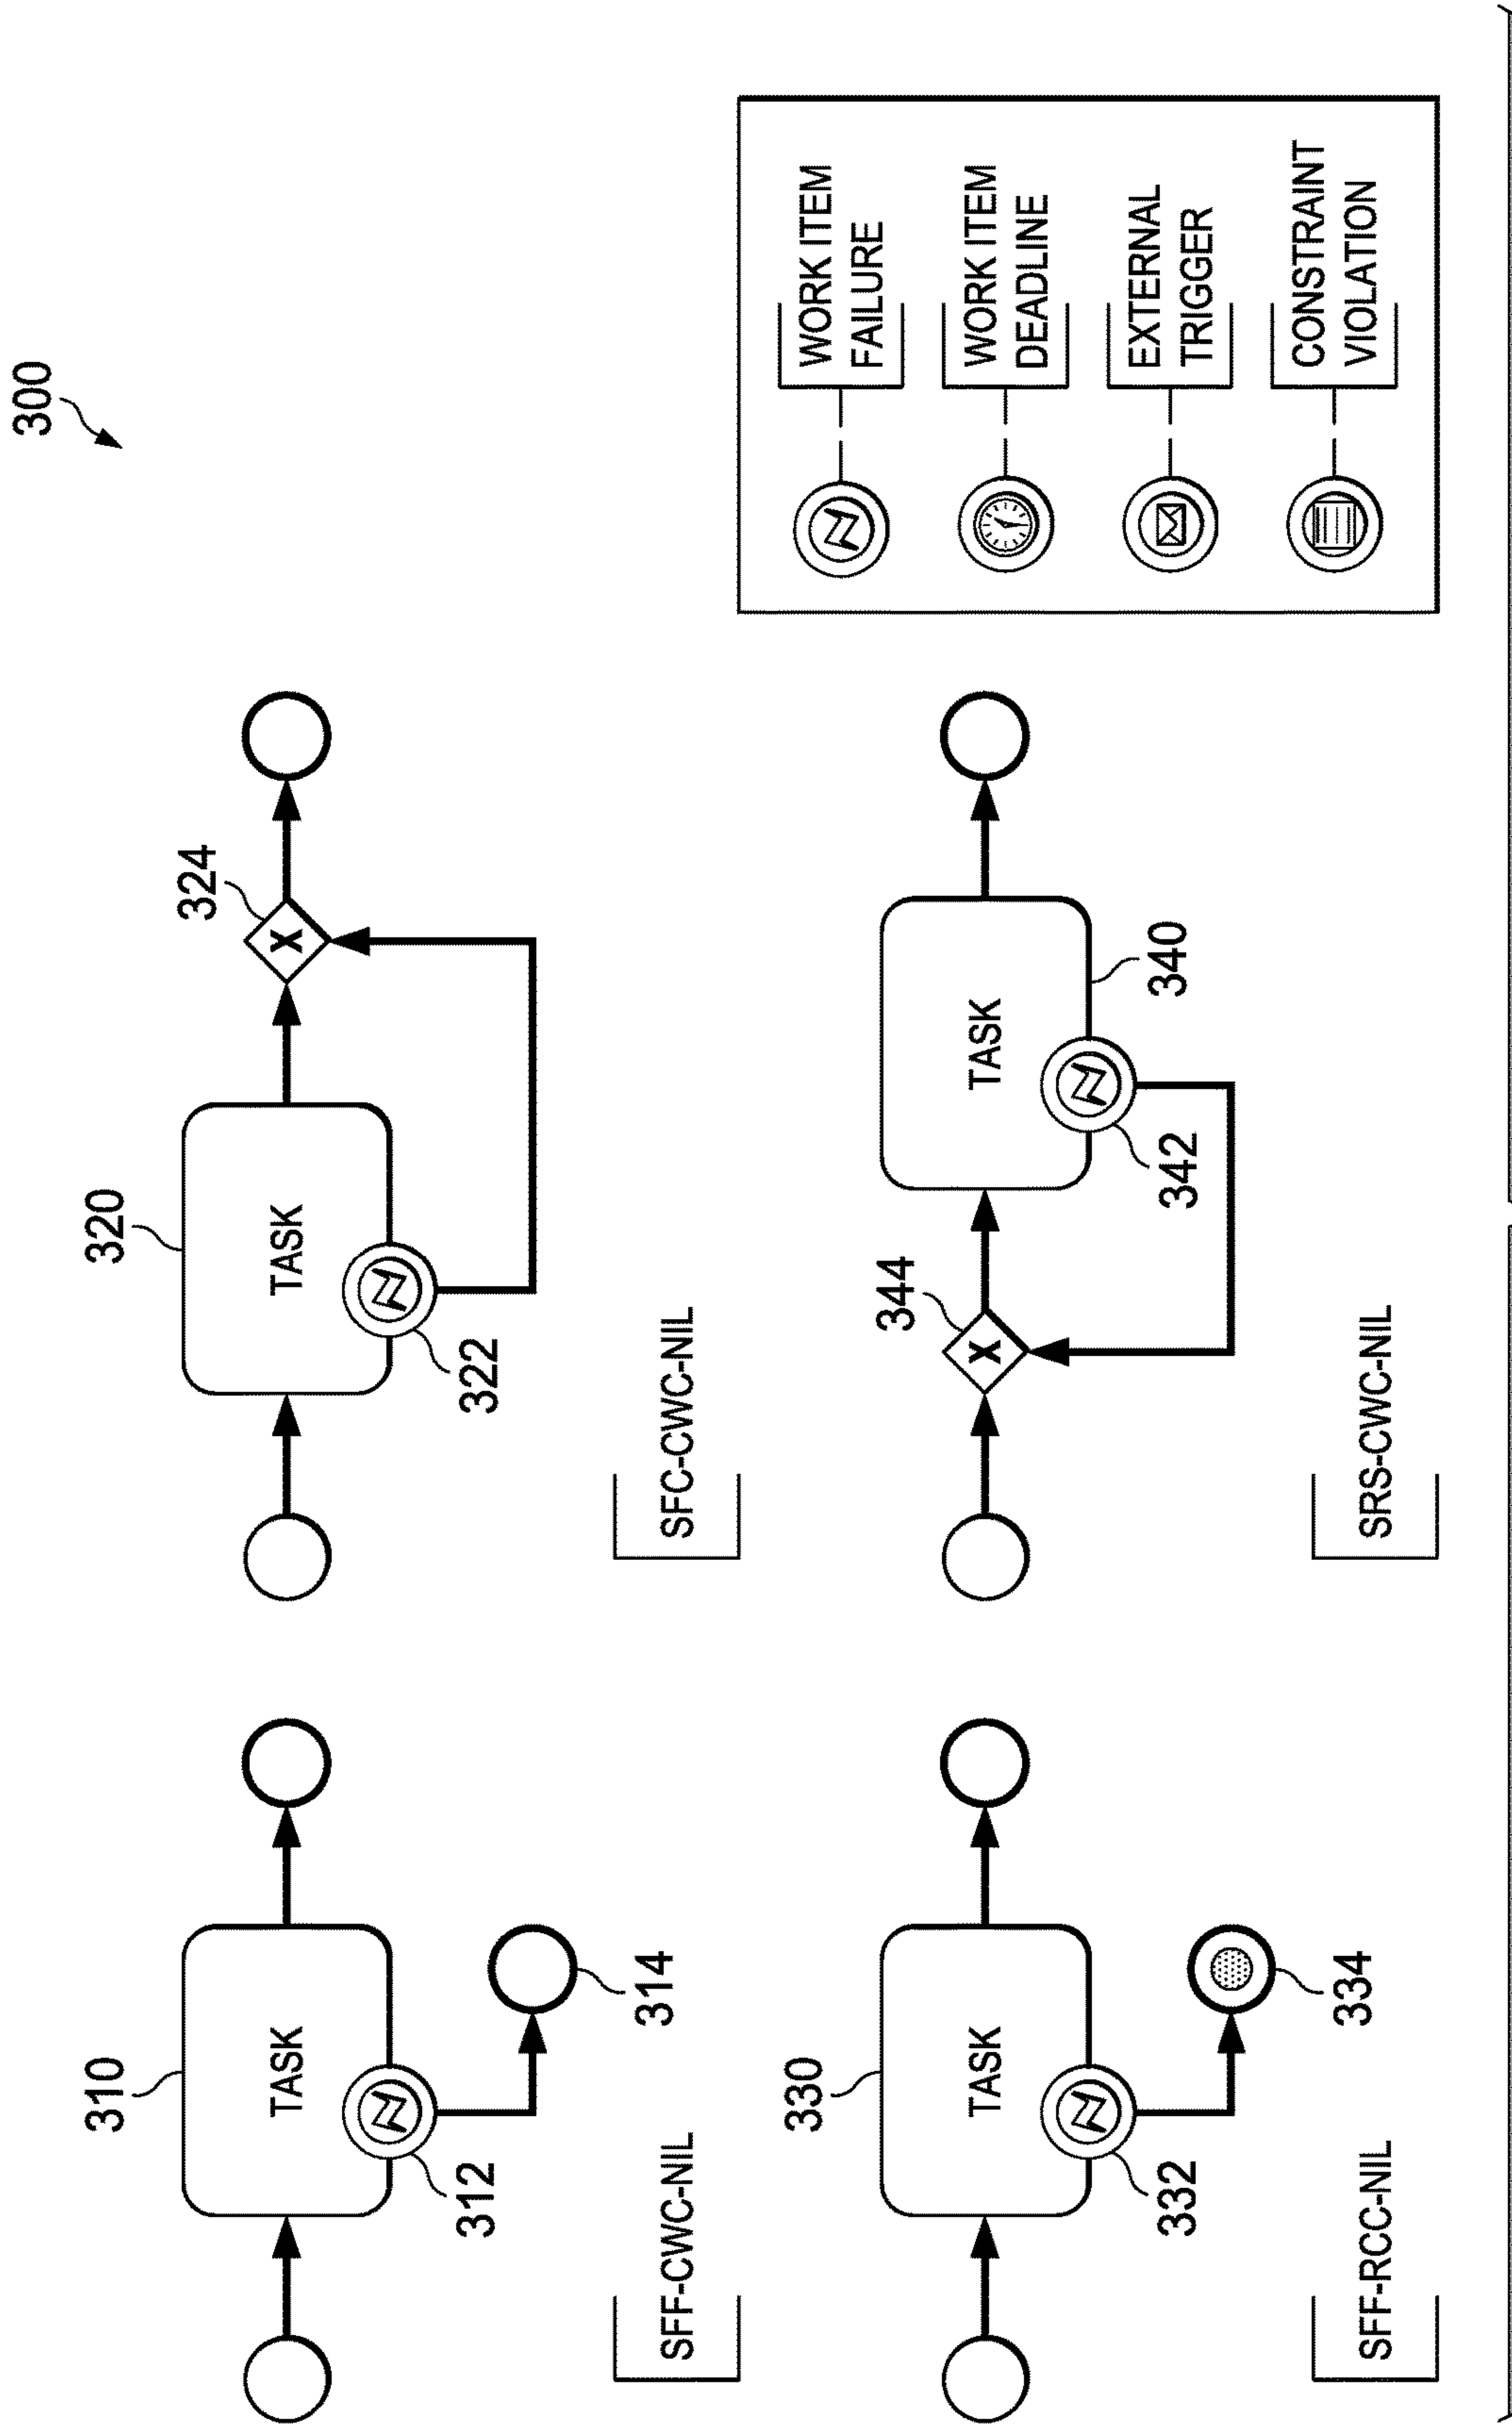 300
310
TASK
312
314
SFF-CWC-NIL
320
TASK
322
324
X
SFC-CWC-NIL
330
TASK
332
334
SFF-RCC-NIL
344
X
TASK
340
342
SRS-CWC-NIL
WORK ITEM
FAILURE
WORK ITEM
DEADLINE
EXTERNAL
TRIGGER
CONSTRAINT
VIOLATION